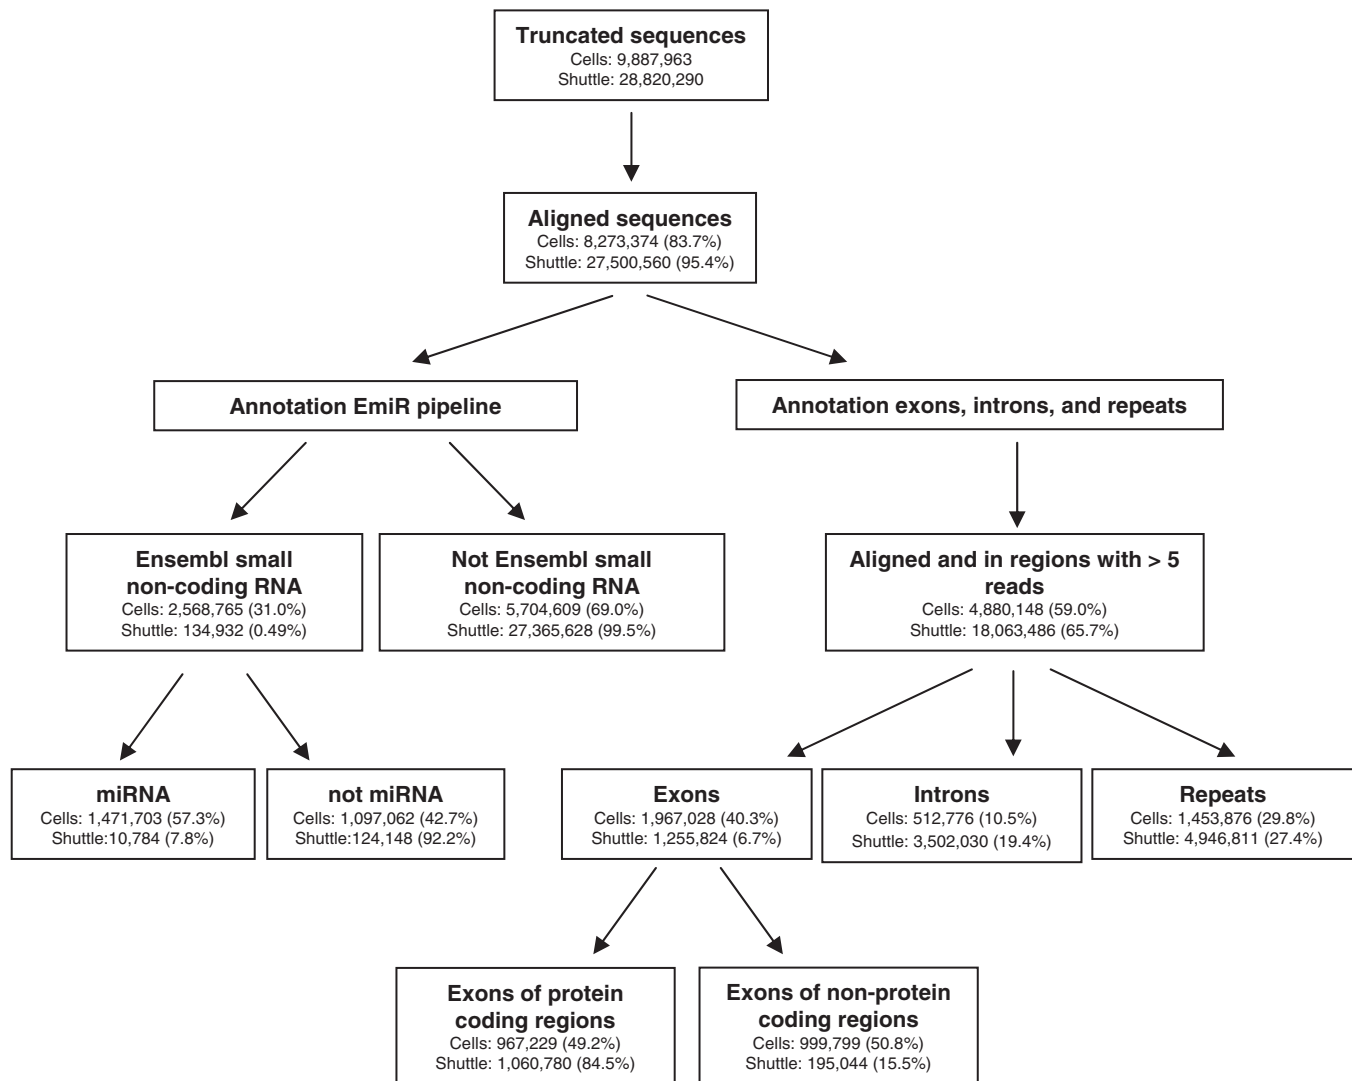 Truncated sequences
Cells: 9,887,963
Shuttle: 28,820,290
Aligned sequences
Cells: 8,273,374 (83.7%)
Shuttle: 27,500,560 (95.4%)
Annotation EmiR pipeline
Annotation exons, introns, and repeats
Ensembl small
non-coding RNA
Cells: 2,568,765 (31.0%)
Shuttle: 134,932 (0.49%)
Not Ensembl small
non-coding RNA
Cells: 5,704,609 (69.0%)
Shuttle: 27,365,628 (99.5%)
Aligned and in regions with > 5
reads
Cells: 4,880,148 (59.0%)
Shuttle: 18,063,486 (65.7%)
miRNA
Cells: 1,471,703 (57.3%)
Shuttle:10,784 (7.8%)
not miRNA
Cells: 1,097,062 (42.7%)
Shuttle:124,148 (92.2%)
Exons
Cells: 1,967,028 (40.3%)
Shuttle: 1,255,824 (6.7%)
Introns
Cells: 512,776 (10.5%)
Shuttle: 3,502,030 (19.4%)
Repeats
Cells: 1,453,876 (29.8%)
Shuttle: 4,946,811 (27.4%)
Exons of protein
coding regions
Cells: 967,229 (49.2%)
Shuttle: 1,060,780 (84.5%)
Exons of non-protein
coding regions
Cells: 999,799 (50.8%)
Shuttle: 195,044 (15.5%)